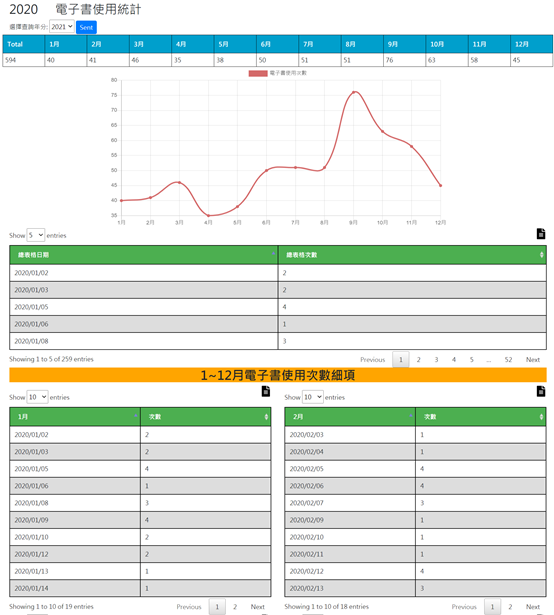 2020 電子書使用統計
選擇查詢年分: 2021 Sent
Total 1月 2月 3月 4月 5月 6月 7月 8月 9月 10月 11月 12月
594 40 41 46 35 38 50 51 51 76 63 58 45
電子書使用次數
80
75
70
65
60
55
50
45
40
35
1月 2月 3月 4月 5月 6月 7月 8月 9月 10月 11月 12月
Show 5 entries
總表格日期 總表格次數
2020/01/02 2
2020/01/03 2
2020/01/05 4
2020/01/06 1
2020/01/08 3
Showing 1 to 5 of 259 entries Previous 1 2 3 4 5 ... 52 Next
1~12月電子書使用次數細項
Show 10 entries Show 10 entries
1月 次數 2月 次數
2020/01/02 2 2020/02/03 1
2020/01/03 2 2020/02/04 1
2020/01/05 4 2020/02/05 4
2020/01/06 1 2020/02/06 4
2020/01/08 3 2020/02/07 3
2020/01/09 4 2020/02/09 1
2020/01/10 2 2020/02/10 1
2020/01/12 2 2020/02/11 1
2020/01/13 1 2020/02/12 4
2020/01/14 1 2020/02/13 3
Showing 1 to 10 of 19 entries Previous 1 2 Next Showing 1 to 10 of 18 entries Previous 1 2 Next